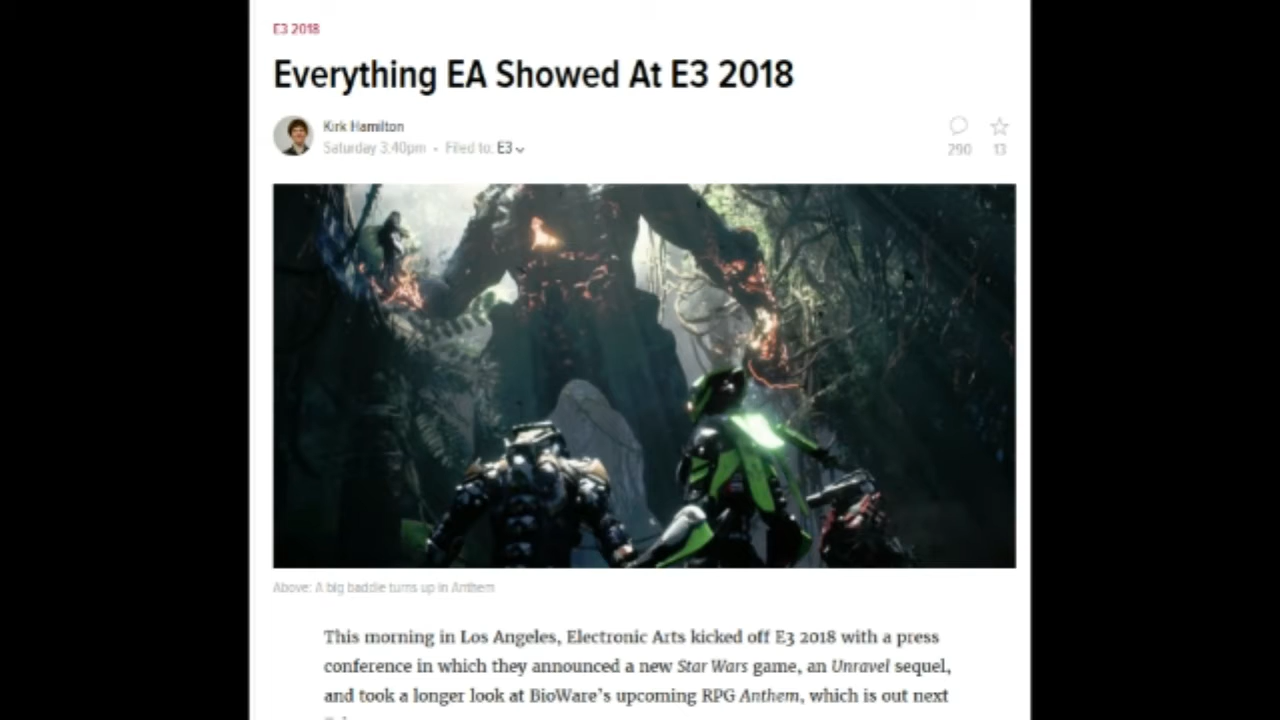 E3 2018
Everything EA Showed At E3 2018
Kirk Hamilton
Saturday 3:40pm • Filed to: E3
290 13
Above: A big baddie turns up in Anthem
This morning in Los Angeles, Electronic Arts kicked off E3 2018 with a press
conference in which they announced a new Star Wars game, an Unravel sequel,
and took a longer look at BioWare's upcoming RPG Anthem, which is out next